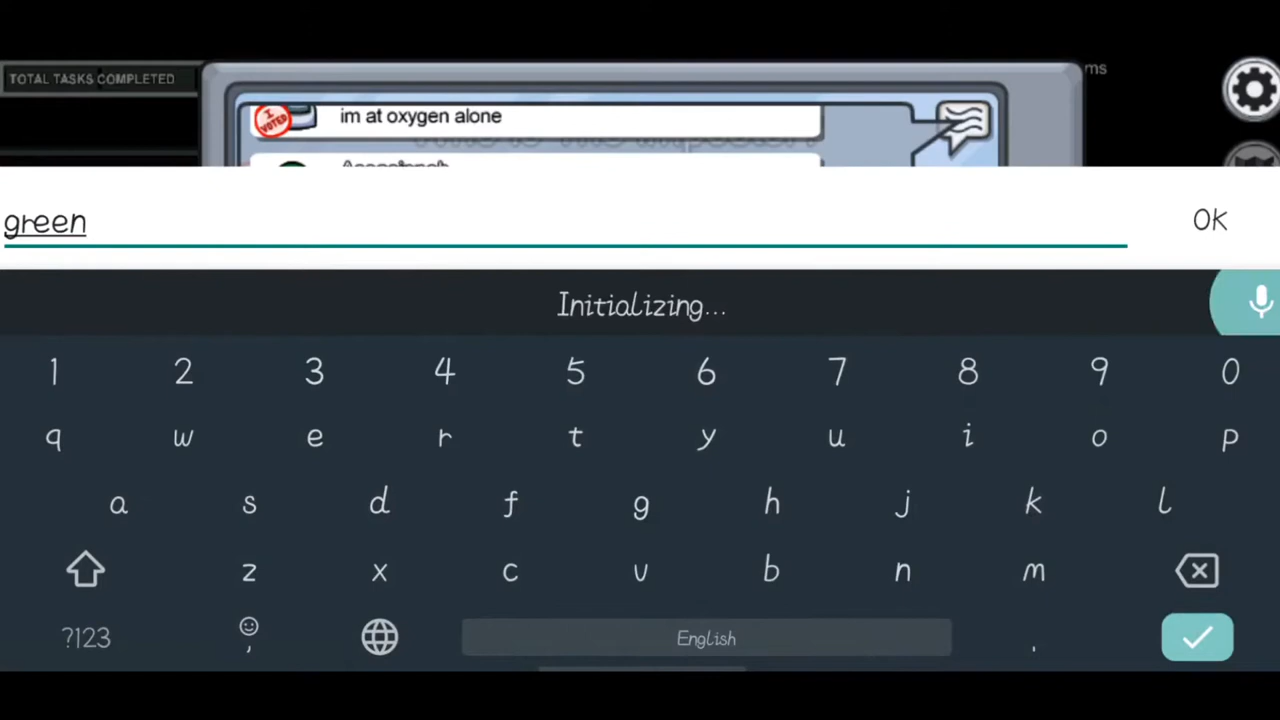 TOTAL TASKS COMPLETED
ms
I VOTED
im at oxygen alone
green
OK
Initializing...
1 2 3 4 5 6 7 8 9 0
q w e r t y u i o p
a s d f g h j k l
z x c v b n m
?123 , English .